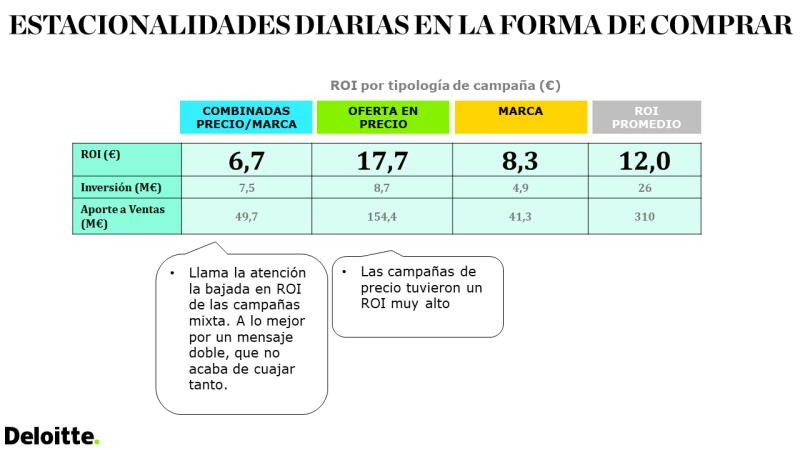 ESTACIONALIDADES DIARIAS EN LA FORMA DE COMPRAR
ROI por tipología de campaña (€)
COMBINADAS PRECIO/MARCA
OFERTA EN PRECIO
MARCA
ROI PROMEDIO
ROI (€) 6,7 17,7 8,3 12,0
Inversión (M€) 7,5 8,7 4,9 26
Aporte a Ventas (M€) 49,7 154,4 41,3 310
• Llama la atención
la bajada en ROI
de las campañas
mixta. A lo mejor
por un mensaje
doble, que no
acaba de cuajar
tanto.
• Las campañas de
precio tuvieron un
ROI muy alto
Deloitte.